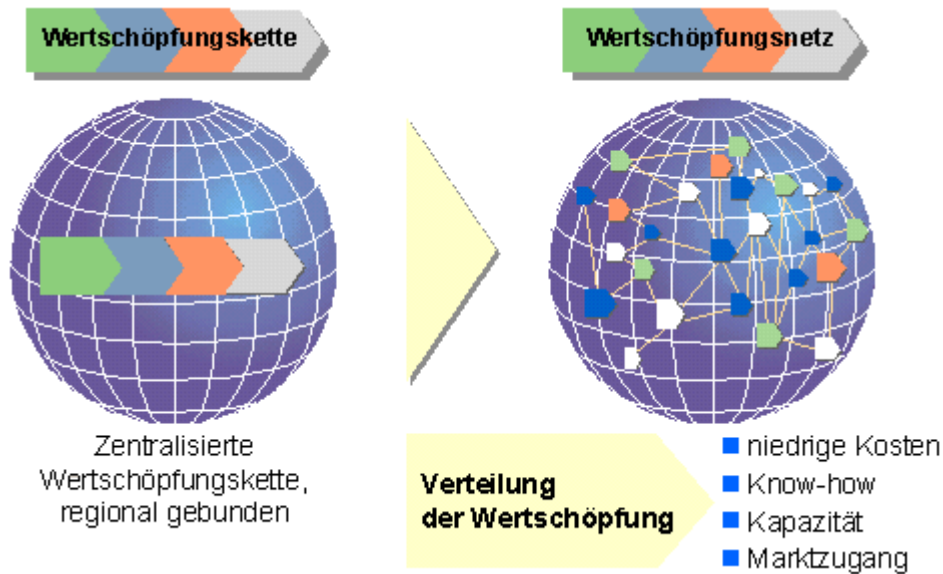 Wertschöpfungskette
Wertschöpfungsnetz
Zentralisierte
Wertschöpfungskette,
regional gebunden
Verteilung
der Wertschöpfung
niedrige Kosten
Know-how
Kapazität
Marktzugang